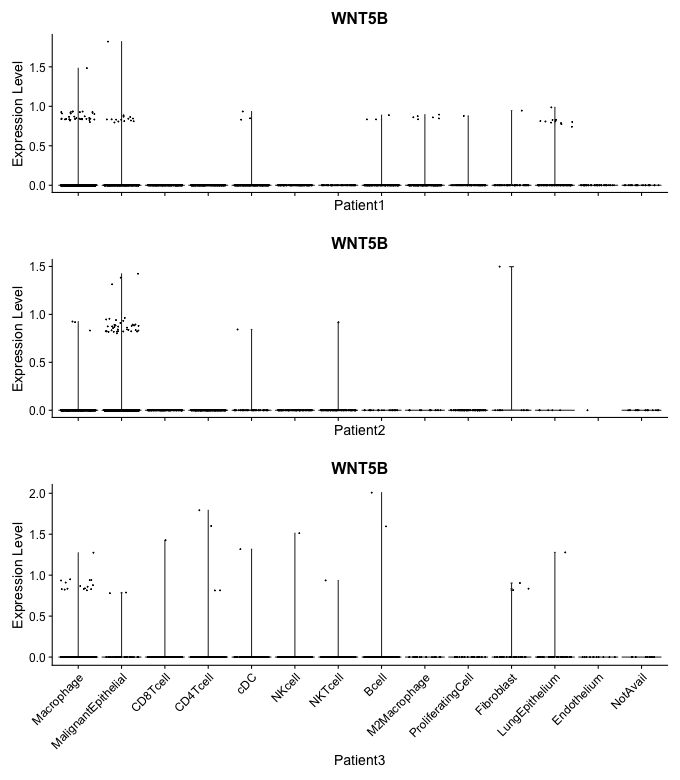 WNT5B
Expression Level
1.5
1.0
0.5
0.0
Patient1
WNT5B
Expression Level
1.5
1.0
0.5
0.0
Patient2
WNT5B
Expression Level
2.0
1.5
1.0
0.5
0.0
Macrophage
MalignantEpithelial
CD8Tcell
CD4Tcell
cDC
NKcell
NKTcell
Bcell
M2Macrophage
ProliferatingCell
Fibroblast
LungEpithelium
Endothelium
NotAvail
Patient3